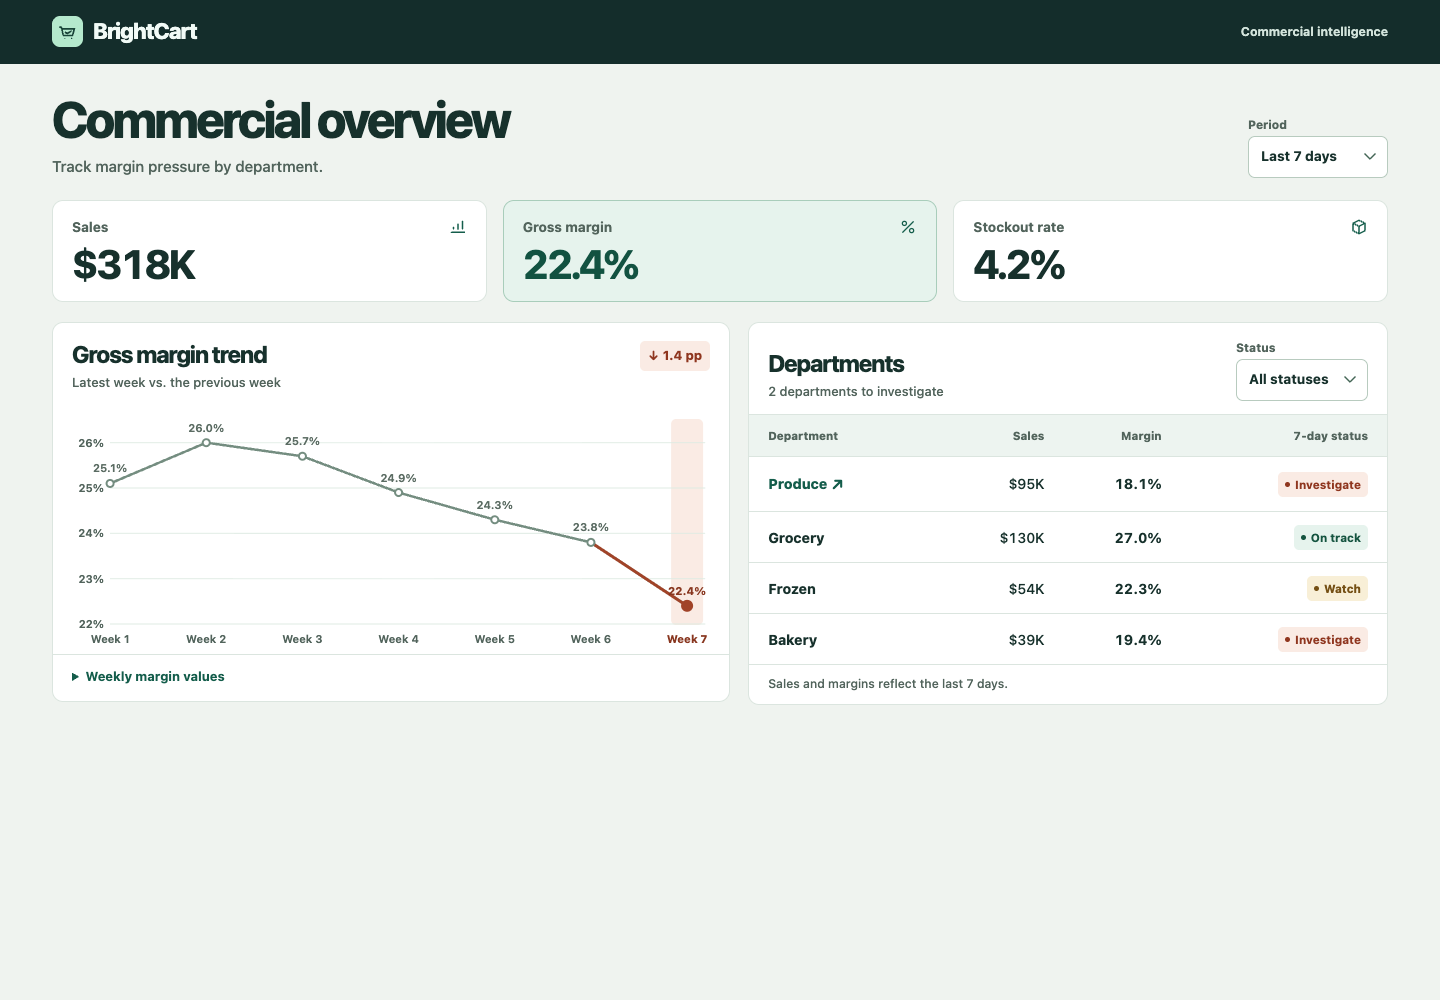 BrightCart
Commercial intelligence
Commercial overview
Track margin pressure by department.
Period
Last 7 days
Sales
$318K
Gross margin
22.4%
Stockout rate
4.2%
Gross margin trend
↓ 1.4 pp
Latest week vs. the previous week
26%
25%
24%
23%
22%
25.1%
26.0%
25.7%
24.9%
24.3%
23.8%
22.4%
Week 1
Week 2
Week 3
Week 4
Week 5
Week 6
Week 7
Weekly margin values
Departments
2 departments to investigate
Status
All statuses
Department Sales Margin 7-day status
Produce $95K 18.1% Investigate
Grocery $130K 27.0% On track
Frozen $54K 22.3% Watch
Bakery $39K 19.4% Investigate
Sales and margins reflect the last 7 days.